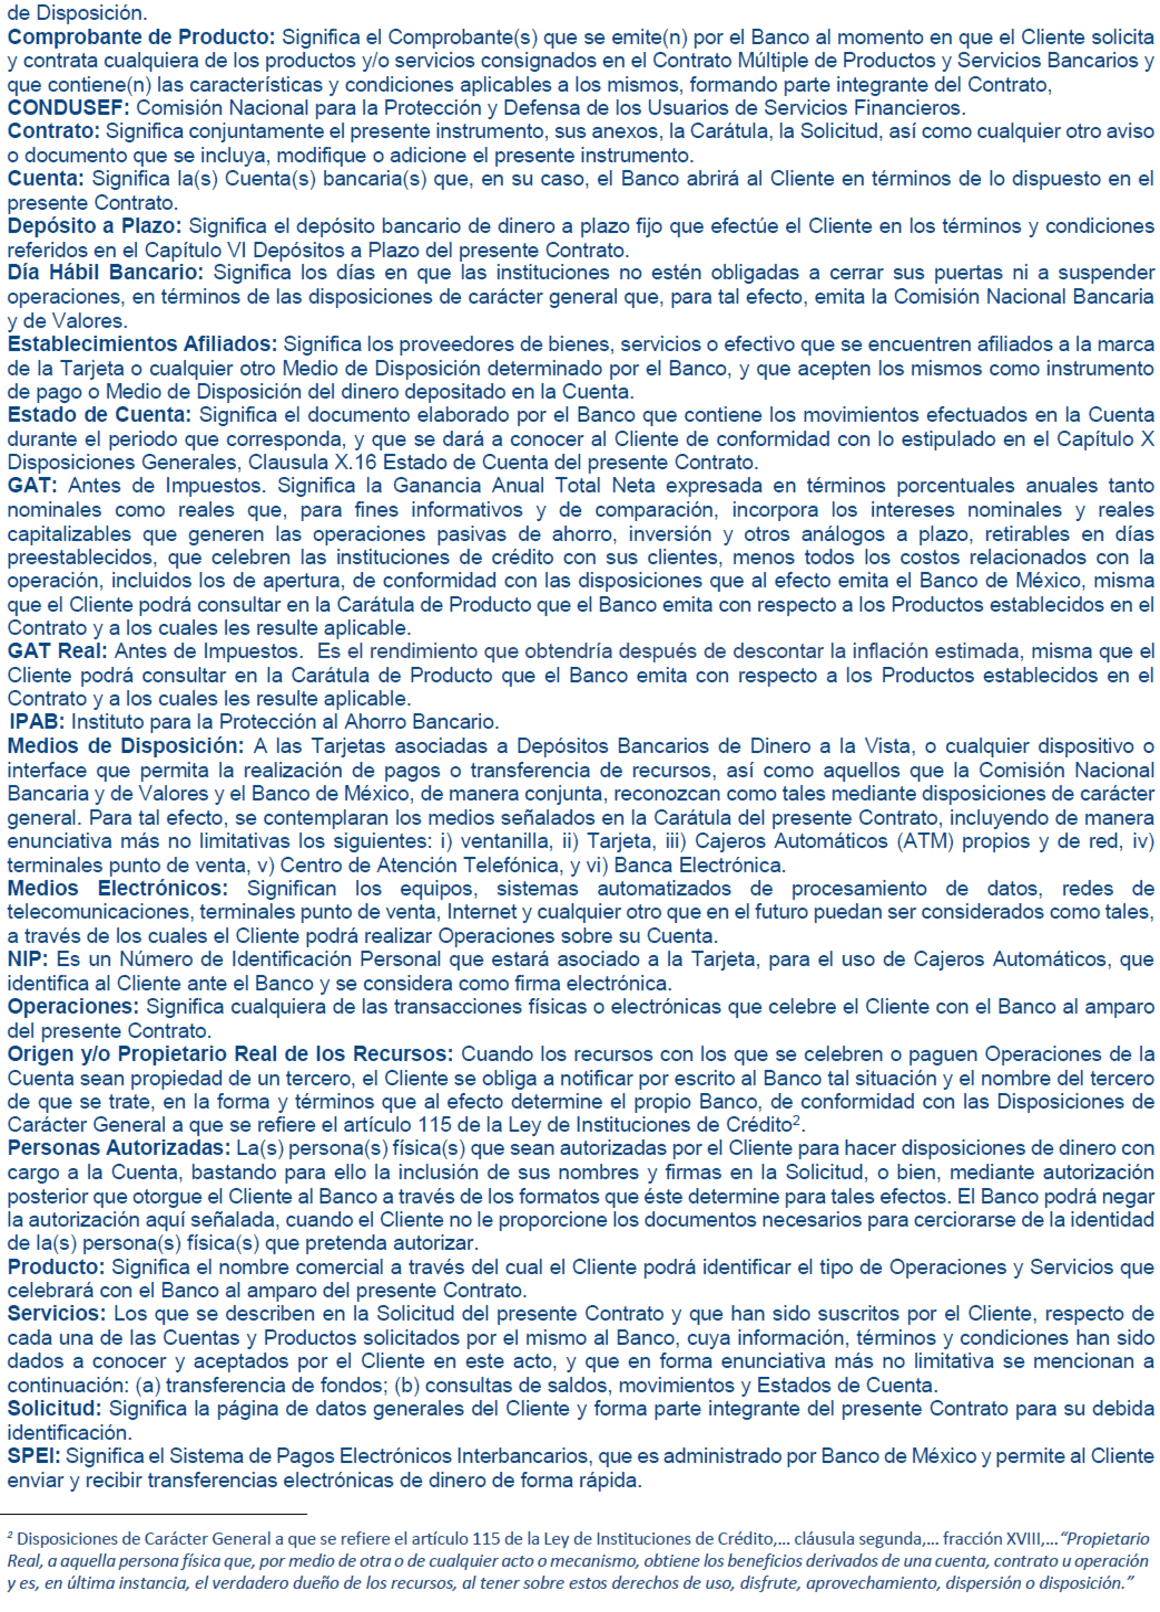 de Disposición.
Comprobante de Producto: Significa el Comprobante(s) que se emite(n) por el Banco al momento en que el Cliente solicita
y contrata cualquiera de los productos y/o servicios consignados en el Contrato Múltiple de Productos y Servicios Bancarios y
que contiene(n) las características y condiciones aplicables a los mismos, formando parte integrante del Contrato,
CONDUSEF: Comisión Nacional para la Protección y Defensa de los Usuarios de Servicios Financieros.
Contrato: Significa conjuntamente el presente instrumento, sus anexos, la Carátula, la Solicitud, así como cualquier otro aviso
o documento que se incluya, modifique o adicione el presente instrumento.
Cuenta: Significa la(s) Cuenta(s) bancaria(s) que, en su caso, el Banco abrirá al Cliente en términos de lo dispuesto en el
presente Contrato.
Depósito a Plazo: Significa el depósito bancario de dinero a plazo fijo que efectúe el Cliente en los términos y condiciones
referidos en el Capítulo VI Depósitos a Plazo del presente Contrato.
Día Hábil Bancario: Significa los días en que las instituciones no estén obligadas a cerrar sus puertas ni a suspender
operaciones, en términos de las disposiciones de carácter general que, para tal efecto, emita la Comisión Nacional Bancaria
y de Valores.
Establecimientos Afiliados: Significa los proveedores de bienes, servicios o efectivo que se encuentren afiliados a la marca
de la Tarjeta o cualquier otro Medio de Disposición determinado por el Banco, y que acepten los mismos como instrumento
de pago o Medio de Disposición del dinero depositado en la Cuenta.
Estado de Cuenta: Significa el documento elaborado por el Banco que contiene los movimientos efectuados en la Cuenta
durante el periodo que corresponda, y que se dará a conocer al Cliente de conformidad con lo estipulado en el Capítulo X
Disposiciones Generales, Clausula X.16 Estado de Cuenta del presente Contrato.
GAT: Antes de Impuestos. Significa la Ganancia Anual Total Neta expresada en términos porcentuales anuales tanto
nominales como reales que, para fines informativos y de comparación, incorpora los intereses nominales y reales
capitalizables que generen las operaciones pasivas de ahorro, inversión y otros análogos a plazo, retirables en días
preestablecidos, que celebren las instituciones de crédito con sus clientes, menos todos los costos relacionados con la
operación, incluidos los de apertura, de conformidad con las disposiciones que al efecto emita el Banco de México, misma
que el Cliente podrá consultar en la Carátula de Producto que el Banco emita con respecto a los Productos establecidos en el
Contrato y a los cuales les resulte aplicable.
GAT Real: Antes de Impuestos. Es el rendimiento que obtendría después de descontar la inflación estimada, misma que el
Cliente podrá consultar en la Carátula de Producto que el Banco emita con respecto a los Productos establecidos en el
Contrato y a los cuales les resulte aplicable.
IPAB: Instituto para la Protección al Ahorro Bancario.
Medios de Disposición: A las Tarjetas asociadas a Depósitos Bancarios de Dinero a la Vista, o cualquier dispositivo o
interface que permita la realización de pagos o transferencia de recursos, así como aquellos que la Comisión Nacional
Bancaria y de Valores y el Banco de México, de manera conjunta, reconozcan como tales mediante disposiciones de carácter
general. Para tal efecto, se contemplaran los medios señalados en la Carátula del presente Contrato, incluyendo de manera
enunciativa más no limitativas los siguientes: i) ventanilla, ii) Tarjeta, iii) Cajeros Automáticos (ATM) propios y de red, iv)
terminales punto de venta, v) Centro de Atención Telefónica, y vi) Banca Electrónica.
Medios Electrónicos: Significan los equipos, sistemas automatizados de procesamiento de datos, redes de
telecomunicaciones, terminales punto de venta, Internet y cualquier otro que en el futuro puedan ser considerados como tales,
a través de los cuales el Cliente podrá realizar Operaciones sobre su Cuenta.
NIP: Es un Número de Identificación Personal que estará asociado a la Tarjeta, para el uso de Cajeros Automáticos, que
identifica al Cliente ante el Banco y se considera como firma electrónica.
Operaciones: Significa cualquiera de las transacciones físicas o electrónicas que celebre el Cliente con el Banco al amparo
del presente Contrato.
Origen y/o Propietario Real de los Recursos: Cuando los recursos con los que se celebren o paguen Operaciones de la
Cuenta sean propiedad de un tercero, el Cliente se obliga a notificar por escrito al Banco tal situación y el nombre del tercero
de que se trate, en la forma y términos que al efecto determine el propio Banco, de conformidad con las Disposiciones de
Carácter General a que se refiere el artículo 115 de la Ley de Instituciones de Crédito².
Personas Autorizadas: La(s) persona(s) física(s) que sean autorizadas por el Cliente para hacer disposiciones de dinero con
cargo a la Cuenta, bastando para ello la inclusión de sus nombres y firmas en la Solicitud, o bien, mediante autorización
posterior que otorgue el Cliente al Banco a través de los formatos que éste determine para tales efectos. El Banco podrá negar
la autorización aquí señalada, cuando el Cliente no le proporcione los documentos necesarios para cerciorarse de la identidad
de la(s) persona(s) física(s) que pretenda autorizar.
Producto: Significa el nombre comercial a través del cual el Cliente podrá identificar el tipo de Operaciones y Servicios que
celebrará con el Banco al amparo del presente Contrato.
Servicios: Los que se describen en la Solicitud del presente Contrato y que han sido suscritos por el Cliente, respecto de
cada una de las Cuentas y Productos solicitados por el mismo al Banco, cuya información, términos y condiciones han sido
dados a conocer y aceptados por el Cliente en este acto, y que en forma enunciativa más no limitativa se mencionan a
continuación: (a) transferencia de fondos; (b) consultas de saldos, movimientos y Estados de Cuenta.
Solicitud: Significa la página de datos generales del Cliente y forma parte integrante del presente Contrato para su debida
identificación.
SPEI: Significa el Sistema de Pagos Electrónicos Interbancarios, que es administrado por Banco de México y permite al Cliente
enviar y recibir transferencias electrónicas de dinero de forma rápida.
² Disposiciones de Carácter General a que se refiere el artículo 115 de la Ley de Instituciones de Crédito,... cláusula segunda,... fracción XVIII,...“Propietario
Real, a aquella persona física que, por medio de otra o de cualquier acto o mecanismo, obtiene los beneficios derivados de una cuenta, contrato u operación
y es, en última instancia, el verdadero dueño de los recursos, al tener sobre estos derechos de uso, disfrute, aprovechamiento, dispersión o disposición.”